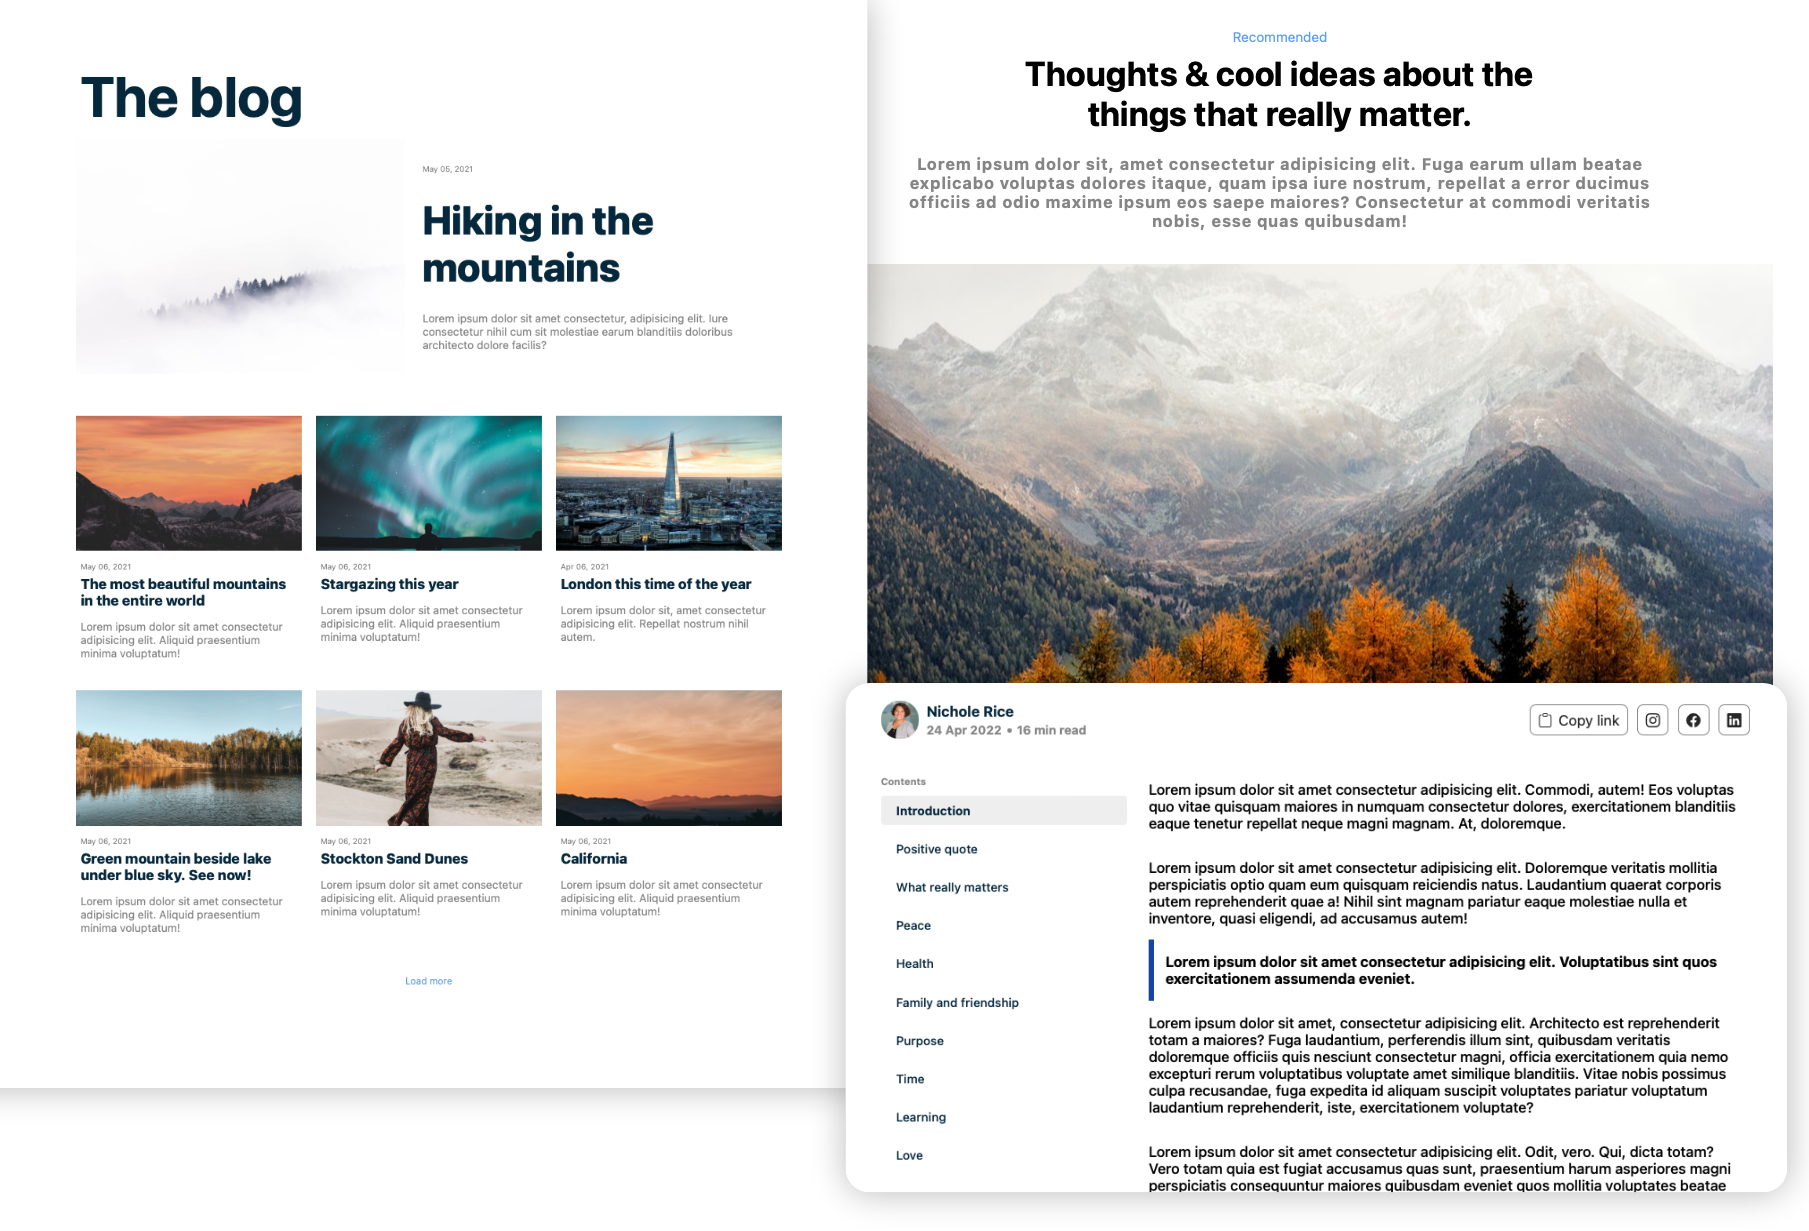 The blog
May 05, 2021
Hiking in the
mountains
Lorem ipsum dolor sit amet consectetur, adipisicing elit. Iure
consectetur nihil cum sit molestiae earum blanditiis doloribus
architecto dolore facilis?
May 06, 2021
The most beautiful mountains
in the entire world
Lorem ipsum dolor sit amet consectetur
adipisicing elit. Aliquid praesentium
minima voluptatum!
May 06, 2021
Stargazing this year
Lorem ipsum dolor sit amet consectetur
adipisicing elit. Aliquid praesentium
minima voluptatum!
Apr 06, 2021
London this time of the year
Lorem ipsum dolor sit, amet consectetur
adipisicing elit. Repellat nostrum nihil
autem.
May 06, 2021
Green mountain beside lake
under blue sky. See now!
Lorem ipsum dolor sit amet consectetur
adipisicing elit. Aliquid praesentium
minima voluptatum!
May 06, 2021
Stockton Sand Dunes
Lorem ipsum dolor sit amet consectetur
adipisicing elit. Aliquid praesentium
minima voluptatum!
May 06, 2021
California
Lorem ipsum dolor sit amet consectetur
adipisicing elit. Aliquid praesentium
minima voluptatum!
Load more
Recommended
Thoughts & cool ideas about the
things that really matter.
Lorem ipsum dolor sit, amet consectetur adipisicing elit. Fuga earum ullam beatae
explicabo voluptas dolores itaque, quam ipsa iure nostrum, repellat a error ducimus
officiis ad odio maxime ipsum eos saepe maiores? Consectetur at commodi veritatis
nobis, esse quas quibusdam!
Nichole Rice
24 Apr 2022 • 16 min read
Copy link
Contents
Introduction
Positive quote
What really matters
Peace
Health
Family and friendship
Purpose
Time
Learning
Love
Lorem ipsum dolor sit amet consectetur adipisicing elit. Commodi, autem! Eos voluptas
quo vitae quisquam maiores in numquam consectetur dolores, exercitationem blanditiis
eaque tenetur repellat neque magni magnam. At, doloremque.
Lorem ipsum dolor sit amet consectetur adipisicing elit. Doloremque veritatis mollitia
perspiciatis optio quam eum quisquam reiciendis natus. Laudantium quaerat corporis
autem reprehenderit quae a! Nihil sint magnam pariatur eaque molestiae nulla et
inventore, quasi eligendi, ad accusamus autem!
Lorem ipsum dolor sit amet consectetur adipisicing elit. Voluptatibus sint quos
exercitationem assumenda eveniet.
Lorem ipsum dolor sit amet, consectetur adipisicing elit. Architecto est reprehenderit
totam a maiores? Fuga laudantium, perferendis illum sint, quibusdam veritatis
doloremque officiis quis nesciunt consectetur magni, officia exercitationem quia nemo
excepturi rerum voluptatibus voluptate amet similique blanditiis. Vitae nobis possimus
culpa recusandae, fuga expedita id aliquam suscipit voluptates pariatur voluptatum
laudantium reprehenderit, iste, exercitationem voluptate?
Lorem ipsum dolor sit amet consectetur adipisicing elit. Odit, vero. Qui, dicta totam?
Vero totam quia est fugiat accusamus quas sunt, praesentium harum asperiores magni
perspiciatis consequuntur maiores quibusdam eveniet quos mollitia voluptates beatae